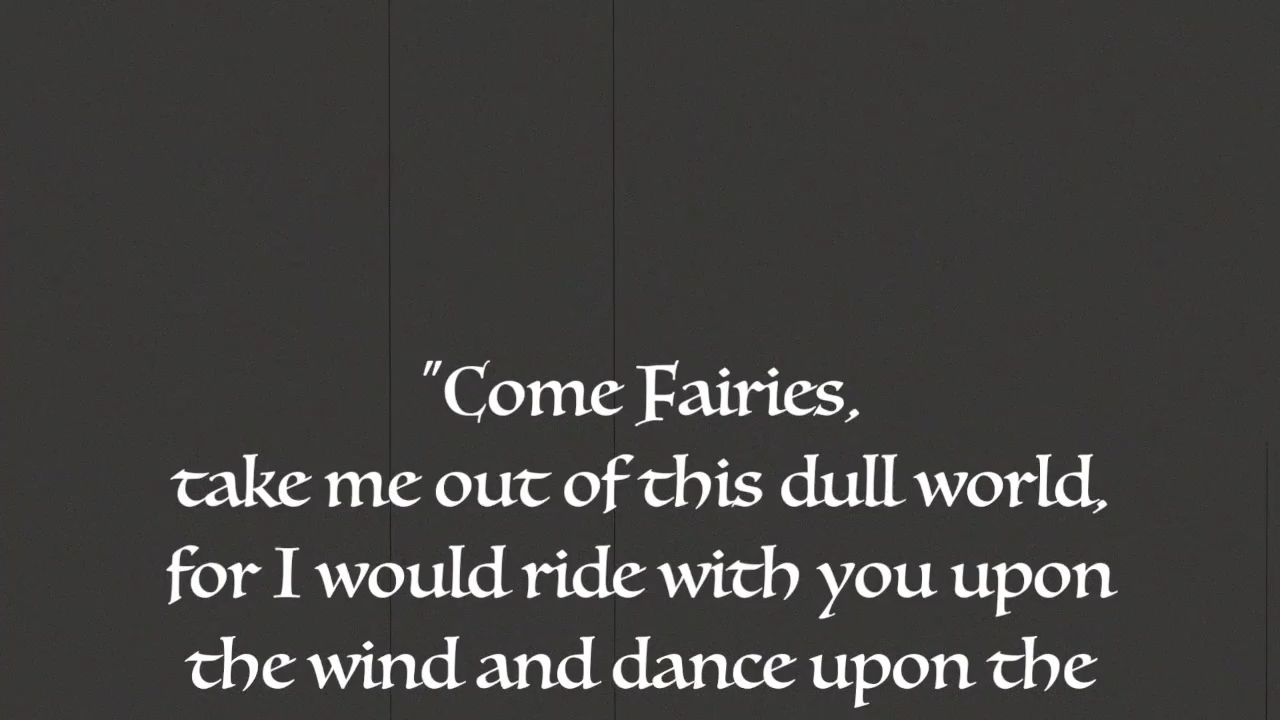 "Come Fairies,
take me out of this dull world,
for I would ride with you upon
the wind and dance upon the